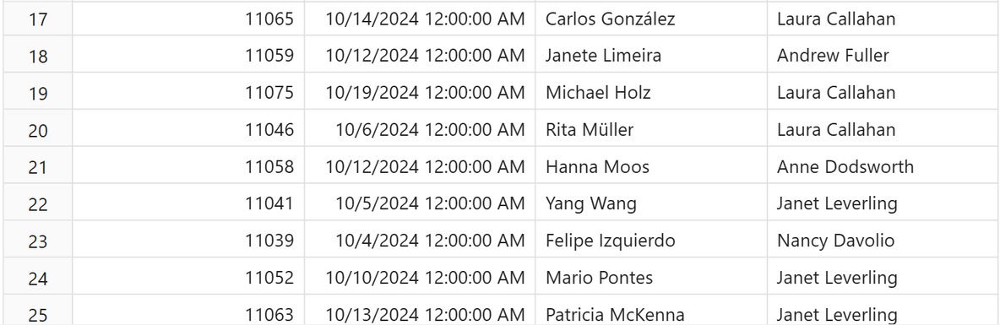 17 11065 10/14/2024 12:00:00 AM Carlos González Laura Callahan
18 11059 10/12/2024 12:00:00 AM Janete Limeira Andrew Fuller
19 11075 10/19/2024 12:00:00 AM Michael Holz Laura Callahan
20 11046 10/6/2024 12:00:00 AM Rita Müller Laura Callahan
21 11058 10/12/2024 12:00:00 AM Hanna Moos Anne Dodsworth
22 11041 10/5/2024 12:00:00 AM Yang Wang Janet Leverling
23 11039 10/4/2024 12:00:00 AM Felipe Izquierdo Nancy Davolio
24 11052 10/10/2024 12:00:00 AM Mario Pontes Janet Leverling
25 11063 10/13/2024 12:00:00 AM Patricia McKenna Janet Leverling